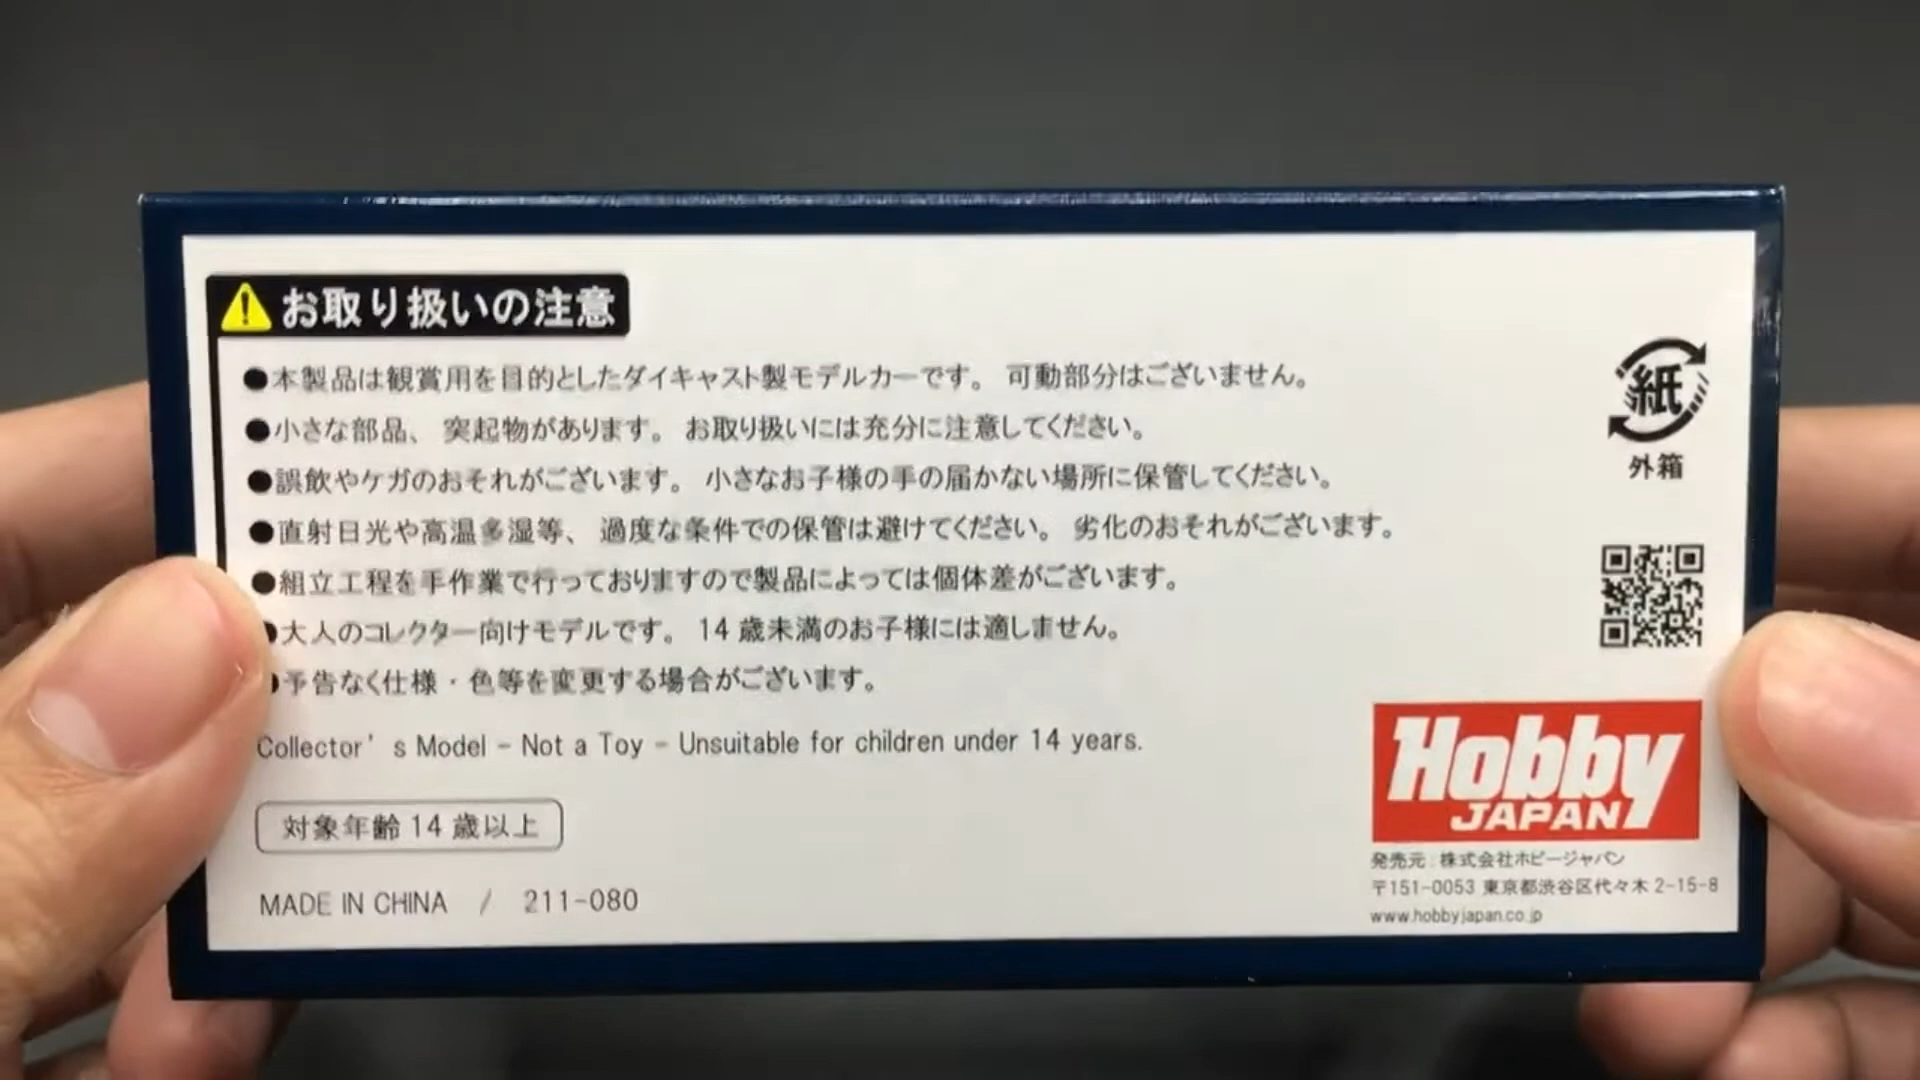 お取り扱いの注意
●本製品は観賞用を目的としたダイキャスト製モデルカーです。 可動部分はございません。
●小さな部品、 突起物があります。 お取り扱いには充分に注意してください。
●誤飲やケガのおそれがございます。 小さなお子様の手の届かない場所に保管してください。
●直射日光や高温多湿等、 過度な条件での保管は避けてください。 劣化のおそれがございます。
●組立工程を手作業で行っておりますので製品によっては個体差がございます。
●大人のコレクター向けモデルです。 14 歳未満のお子様には適しません。
●予告なく仕様・色等を変更する場合がございます。
Collector's Model - Not a Toy - Unsuitable for children under 14 years.
対象年齢 14 歳以上
MADE IN CHINA / 211-080
紙
外箱
Hobby
JAPAN
発売元：株式会社ホビージャパン
〒151-0053 東京都渋谷区代々木 2-15-8
www.hobbyjapan.co.jp